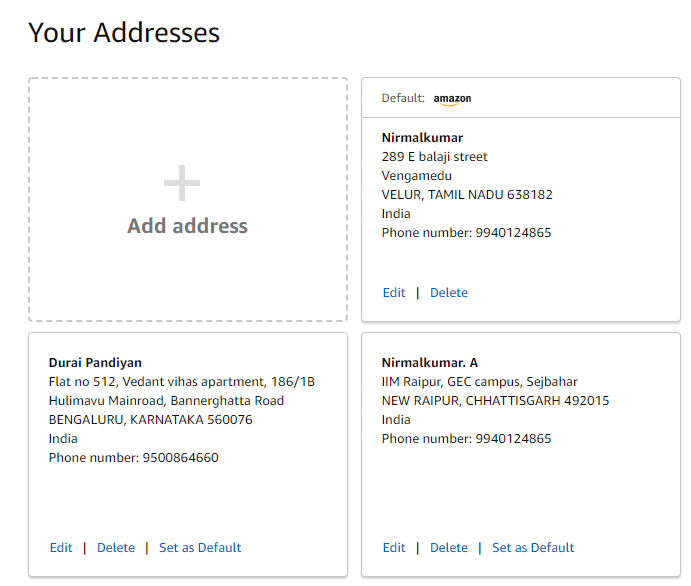 Your Addresses
Add address
Default: amazon
Nirmalkumar
289 E balaji street
Vengamedu
VELUR, TAMIL NADU 638182
India
Phone number: 9940124865
Edit | Delete
Durai Pandiyan
Flat no 512, Vedant vihas apartment, 186/1B
Hulimavu Mainroad, Bannerghatta Road
BENGALURU, KARNATAKA 560076
India
Phone number: 9500864660
Edit | Delete | Set as Default
Nirmalkumar. A
IIM Raipur, GEC campus, Sejbahar
NEW RAIPUR, CHHATTISGARH 492015
India
Phone number: 9940124865
Edit | Delete | Set as Default